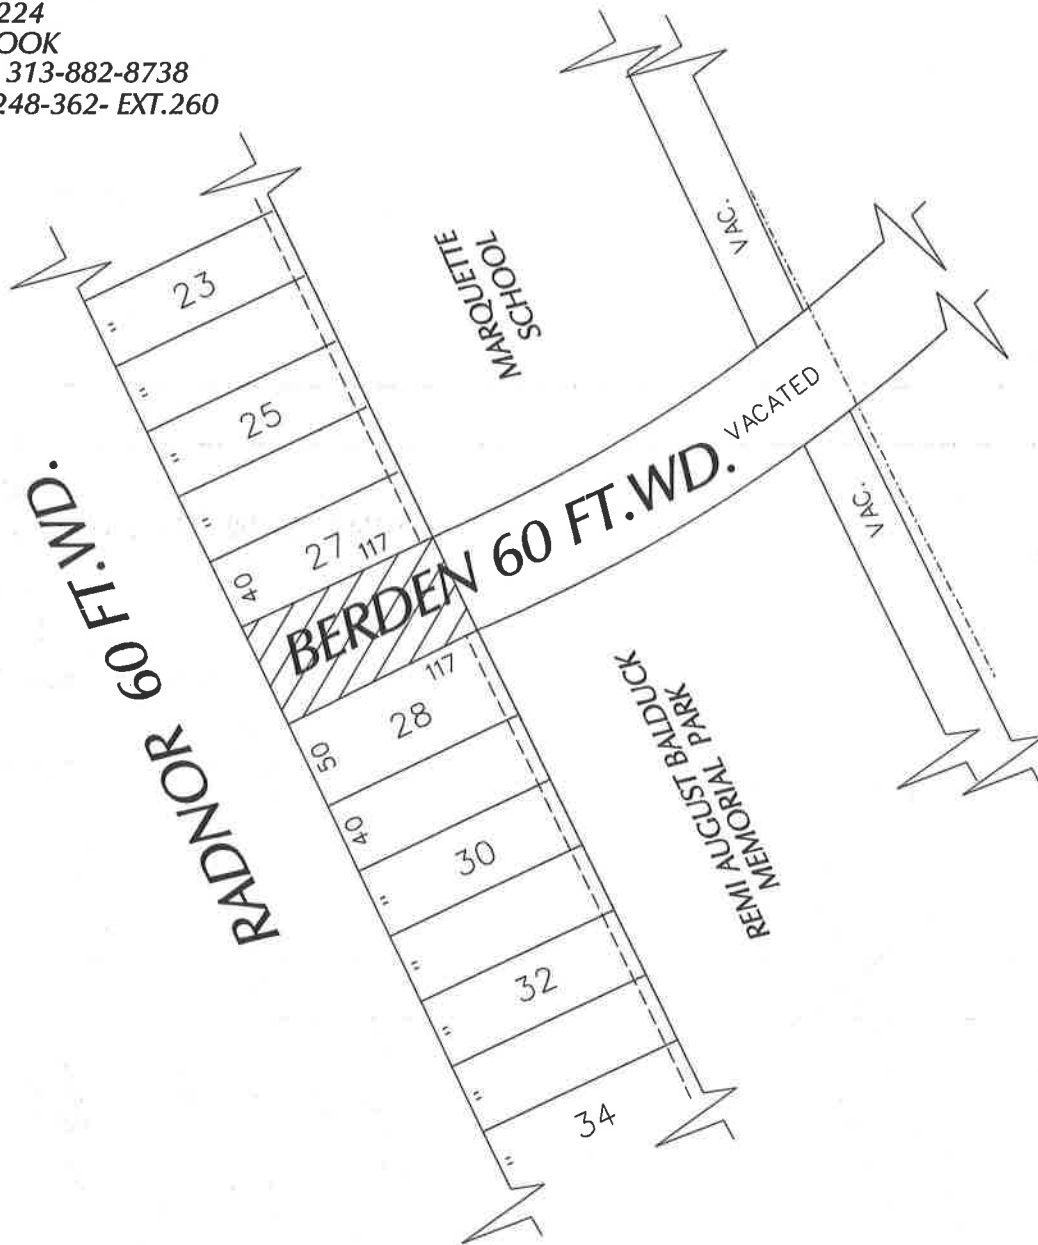 224
OOK
313-882-8738
248-362- EXT.260
MARQUETTE
SCHOOL
VAC.
23
"
"
25
"
"
27
117
40
VACATED
BERDEN 60 FT.WD.
VAC.
RADNOR 60 FT.WD.
117
28
50
40
30
"
"
32
"
"
34
"
REMI AUGUST BALDUCK
MEMORIAL PARK